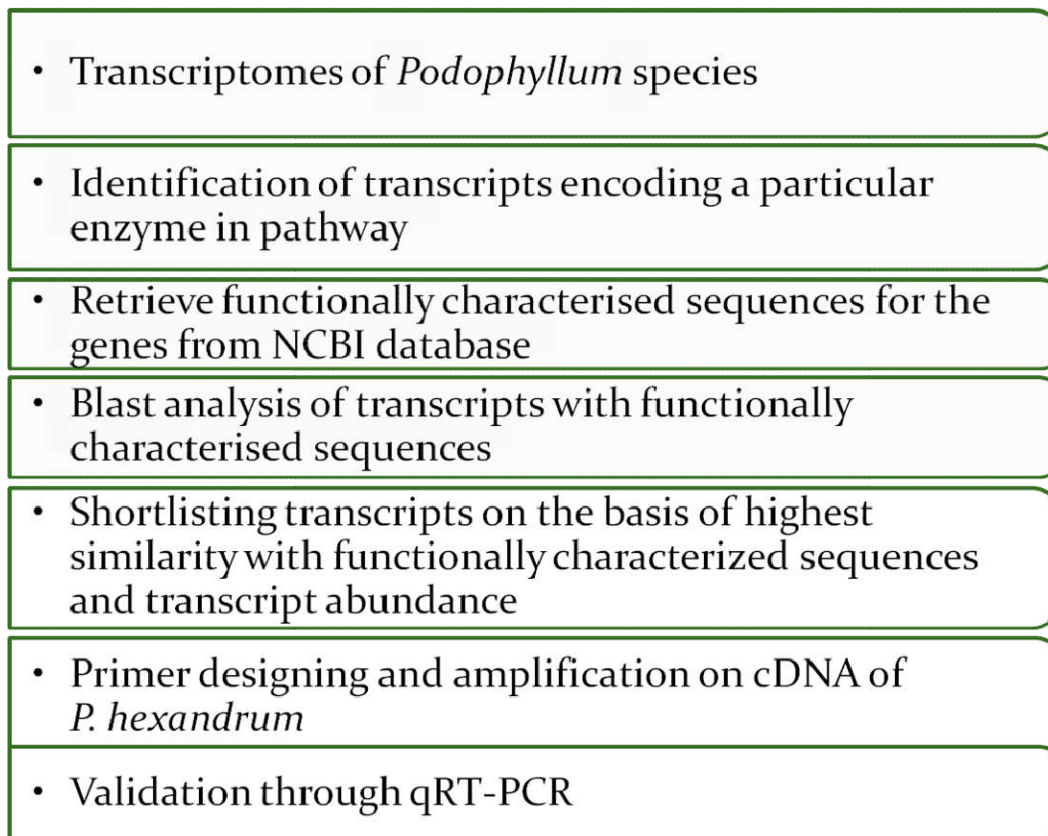 • Transcriptomes of Podophyllum species
• Identification of transcripts encoding a particular
enzyme in pathway
• Retrieve functionally characterised sequences for the
genes from NCBI database
• Blast analysis of transcripts with functionally
characterised sequences
• Shortlisting transcripts on the basis of highest
similarity with functionally characterized sequences
and transcript abundance
• Primer designing and amplification on cDNA of
P. hexandrum
• Validation through qRT-PCR